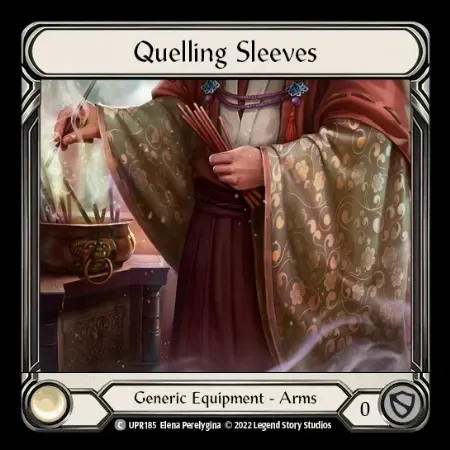 Quelling Sleeves
Generic Equipment - Arms
0
C UPR185 Elena Perelygina © 2022 Legend Story Studios